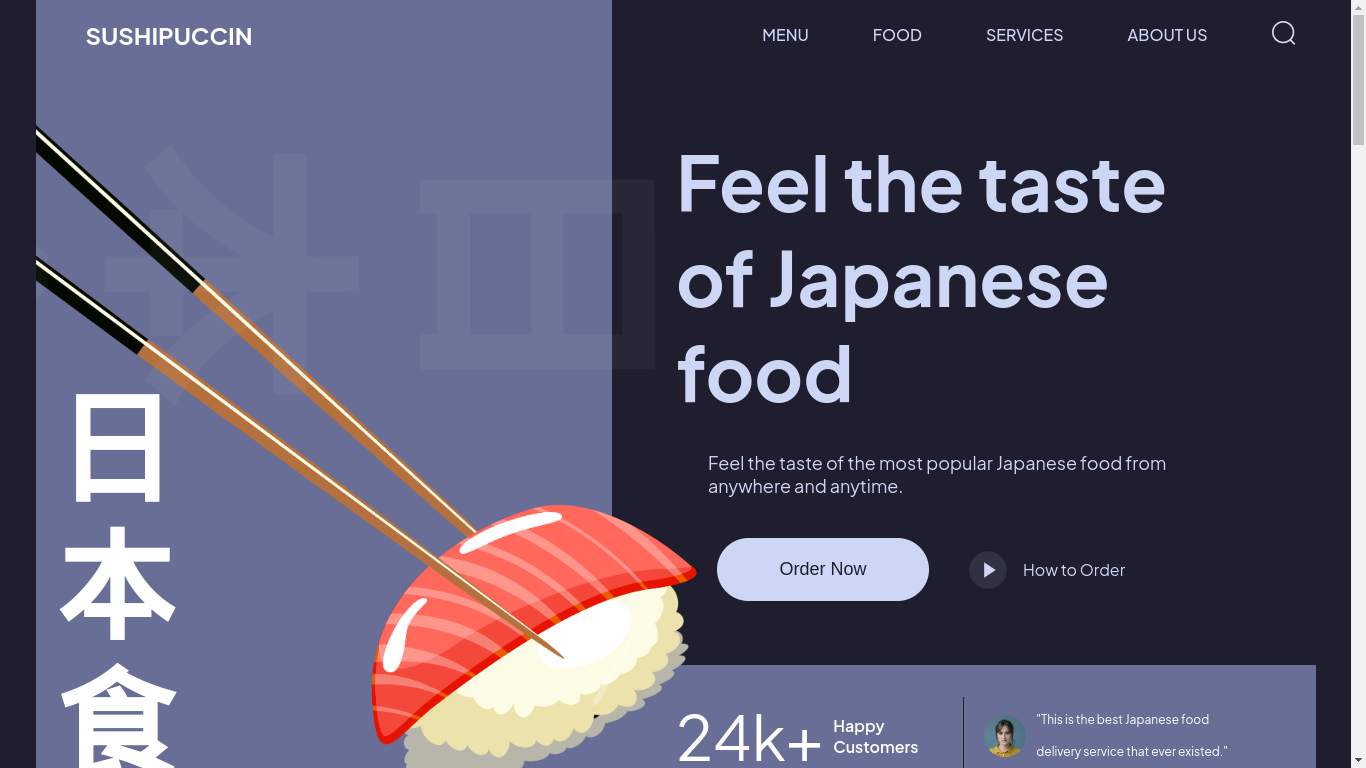 SUSHIPUCCIN
MENU
FOOD
SERVICES
ABOUT US
日
本
食
Feel the taste
of Japanese
food
Feel the taste of the most popular Japanese food from
anywhere and anytime.
Order Now
How to Order
24k+
Happy
Customers
"This is the best Japanese food
delivery service that ever existed."